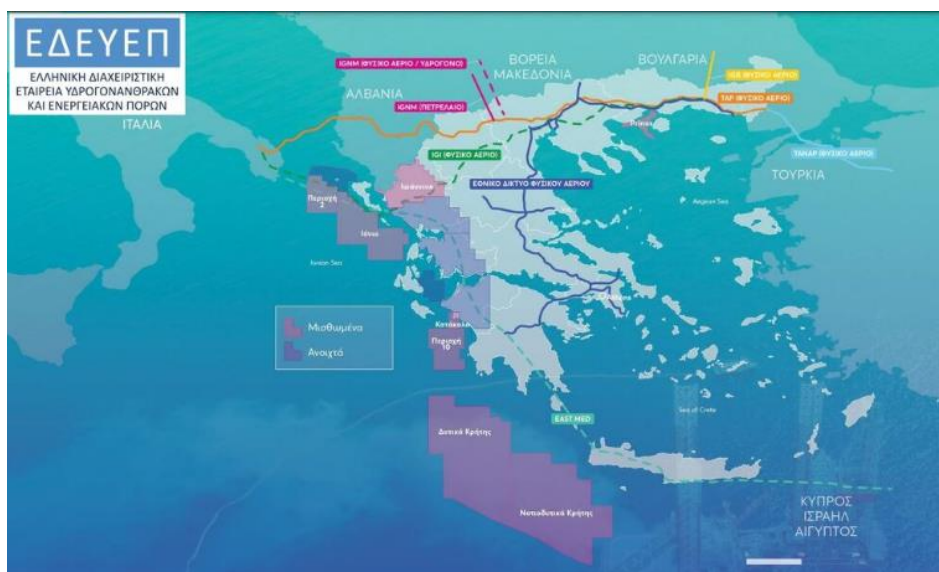 ΕΔΕΥΕΠ
ΕΛΛΗΝΙΚΗ ΔΙΑΧΕΙΡΙΣΤΙΚΗ
ΕΤΑΙΡΕΙΑ ΥΔΡΟΓΟΝΑΝΘΡΑΚΩΝ
ΚΑΙ ΕΝΕΡΓΕΙΑΚΩΝ ΠΟΡΩΝ
ΙΤΑΛΙΑ
ΑΛΒΑΝΙΑ
ΒΟΡΕΙΑ
ΜΑΚΕΔΟΝΙΑ
ΒΟΥΛΓΑΡΙΑ
IGNM (ΦΥΣΙΚΟ ΑΕΡΙΟ / ΥΔΡΟΓΟΝΟ)
IGNM (ΠΕΤΡΕΛΑΙΟ)
IGB (ΦΥΣΙΚΟ ΑΕΡΙΟ)
TAP (ΦΥΣΙΚΟ ΑΕΡΙΟ)
IGI (ΦΥΣΙΚΟ ΑΕΡΙΟ)
TANAP (ΦΥΣΙΚΟ ΑΕΡΙΟ)
ΤΟΥΡΚΙΑ
ΕΘΝΙΚΟ ΔΙΚΤΥΟ ΦΥΣΙΚΟΥ ΑΕΡΙΟΥ
Ιωάννινα
Περιοχή
2
Ιόνιο
Aegean Sea
Ionian Sea
Μισθωμένα
Ανοιχτά
Κατάκολο
Περιοχή
10
EAST MED
Sea of Crete
Δυτικά Κρήτης
Νοτιοδυτικά Κρήτης
ΚΥΠΡΟΣ
ΙΣΡΑΗΛ
ΑΙΓΥΠΤΟΣ